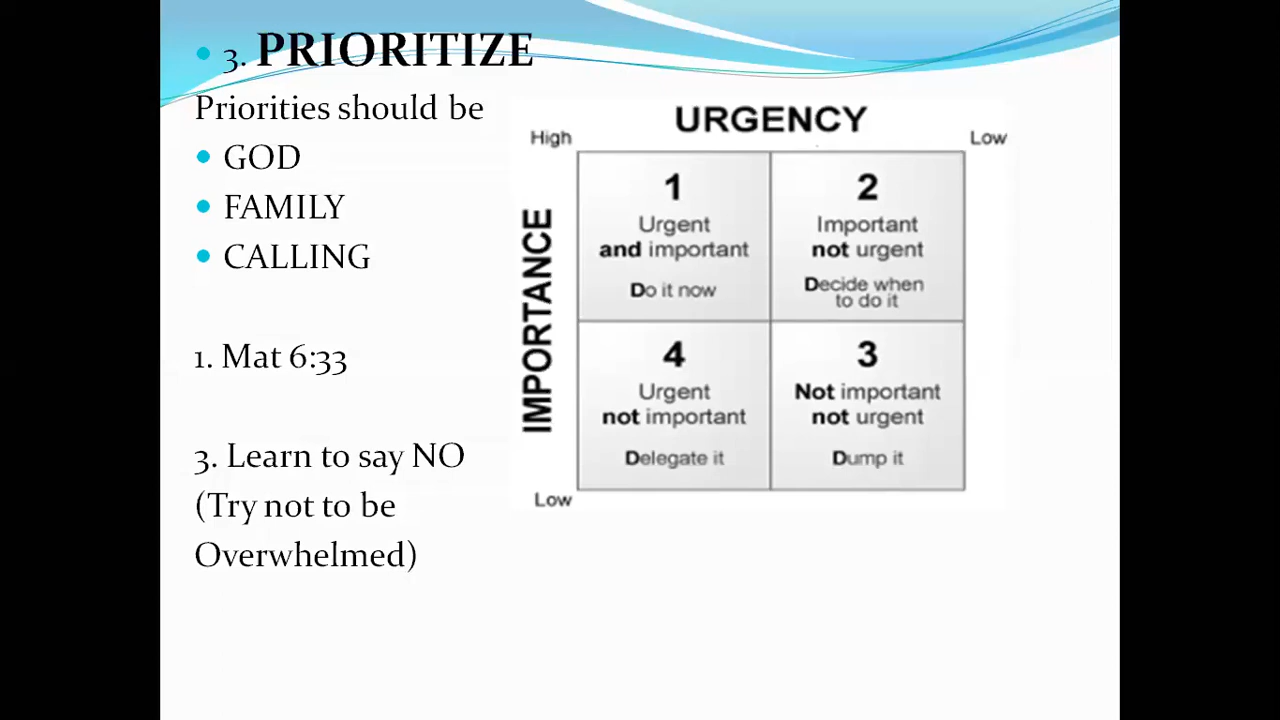 3. PRIORITIZE
Priorities should be
GOD
FAMILY
CALLING
1. Mat 6:33
3. Learn to say NO
(Try not to be
Overwhelmed)
URGENCY
High
Low
IMPORTANCE
1
Urgent
and important
Do it now
2
Important
not urgent
Decide when
to do it
4
Urgent
not important
Delegate it
3
Not important
not urgent
Dump it
Low